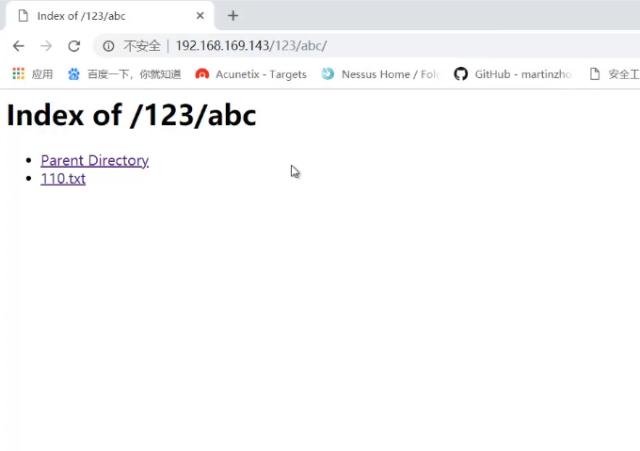 Index of /123/abc
不安全 | 192.168.169.143/123/abc/
应用 百度一下，你就知道 Acunetix - Targets Nessus Home / Fol GitHub - martinzho 安全工
Index of /123/abc
Parent Directory
110.txt